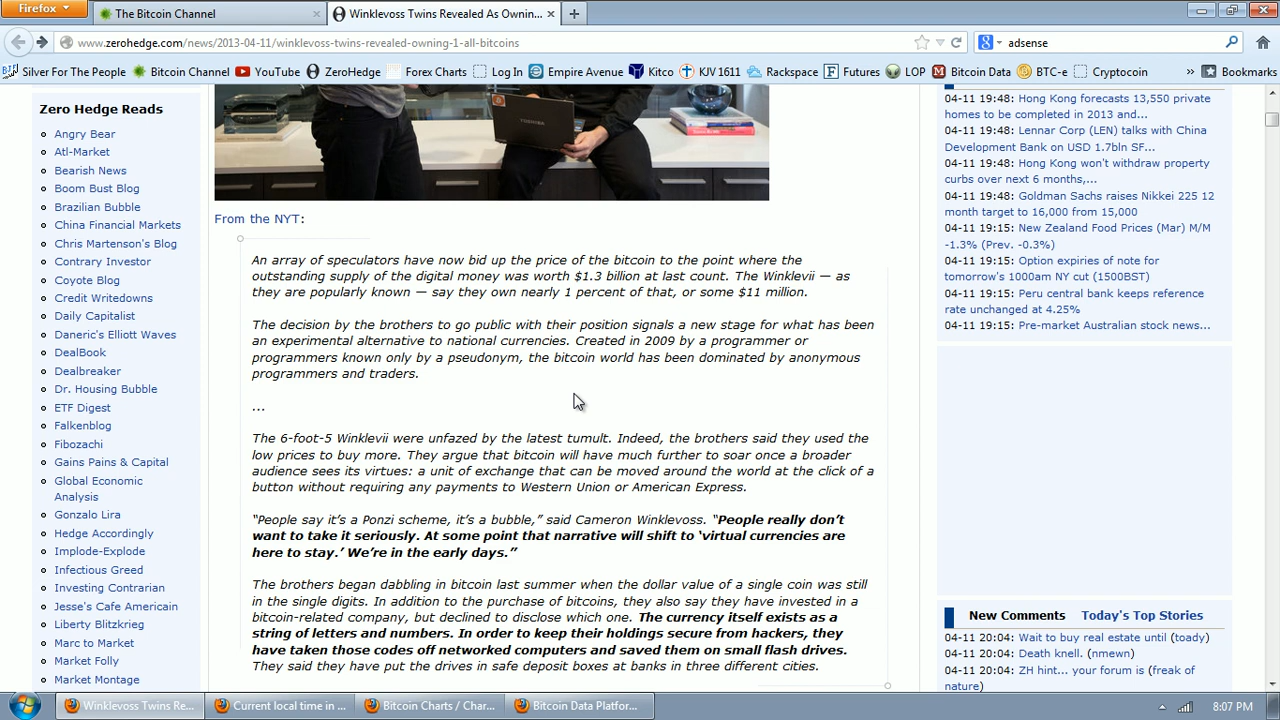 Firefox
The Bitcoin Channel
Winklevoss Twins Revealed As Ownin...
www.zerohedge.com/news/2013-04-11/winklevoss-twins-revealed-owning-1-all-bitcoins
adsense
Silver For The People
Bitcoin Channel
YouTube
ZeroHedge
Forex Charts
Log In
Empire Avenue
Kitco
KJV 1611
Rackspace
Futures
LOP
Bitcoin Data
BTC-e
Cryptocoin
»
Bookmarks
Zero Hedge Reads
Angry Bear
Atl-Market
Bearish News
Boom Bust Blog
Brazilian Bubble
China Financial Markets
Chris Martenson's Blog
Contrary Investor
Coyote Blog
Credit Writedowns
Daily Capitalist
Daneric's Elliott Waves
DealBook
Dealbreaker
Dr. Housing Bubble
ETF Digest
Falkenblog
Fibozachi
Gains Pains & Capital
Global Economic
Analysis
Gonzalo Lira
Hedge Accordingly
Implode-Explode
Infectious Greed
Investing Contrarian
Jesse's Cafe Americain
Liberty Blitzkrieg
Marc to Market
Market Folly
Market Montage
TOSHIBA
From the NYT:
An array of speculators have now bid up the price of the bitcoin to the point where the
outstanding supply of the digital money was worth $1.3 billion at last count. The Winklevii — as
they are popularly known — say they own nearly 1 percent of that, or some $11 million.
The decision by the brothers to go public with their position signals a new stage for what has been
an experimental alternative to national currencies. Created in 2009 by a programmer or
programmers known only by a pseudonym, the bitcoin world has been dominated by anonymous
programmers and traders.
...
The 6-foot-5 Winklevii were unfazed by the latest tumult. Indeed, the brothers said they used the
low prices to buy more. They argue that bitcoin will have much further to soar once a broader
audience sees its virtues: a unit of exchange that can be moved around the world at the click of a
button without requiring any payments to Western Union or American Express.
“People say it’s a Ponzi scheme, it’s a bubble,” said Cameron Winklevoss. “People really don’t
want to take it seriously. At some point that narrative will shift to ‘virtual currencies are
here to stay.’ We’re in the early days.”
The brothers began dabbling in bitcoin last summer when the dollar value of a single coin was still
in the single digits. In addition to the purchase of bitcoins, they also say they have invested in a
bitcoin-related company, but declined to disclose which one. The currency itself exists as a
string of letters and numbers. In order to keep their holdings secure from hackers, they
have taken those codes off networked computers and saved them on small flash drives.
They said they have put the drives in safe deposit boxes at banks in three different cities.
04-11 19:48: Hong Kong forecasts 13,550 private
homes to be completed in 2013 and...
04-11 19:48: Lennar Corp (LEN) talks with China
Development Bank on USD 1.7bln SF...
04-11 19:48: Hong Kong won't withdraw property
curbs over next 6 months,...
04-11 19:48: Goldman Sachs raises Nikkei 225 12
month target to 16,000 from 15,000
04-11 19:15: New Zealand Food Prices (Mar) M/M
-1.3% (Prev. -0.3%)
04-11 19:15: Option expiries of note for
tomorrow's 1000am NY cut (1500BST)
04-11 19:15: Peru central bank keeps reference
rate unchanged at 4.25%
04-11 19:15: Pre-market Australian stock news...
New Comments Today's Top Stories
04-11 20:04: Wait to buy real estate until (toady)
04-11 20:04: Death knell. (nmewn)
04-11 20:04: ZH hint... your forum is (freak of
nature)
Winklevoss Twins Re...
Current local time in ...
Bitcoin Charts / Char...
Bitcoin Data Platfor...
8:07 PM